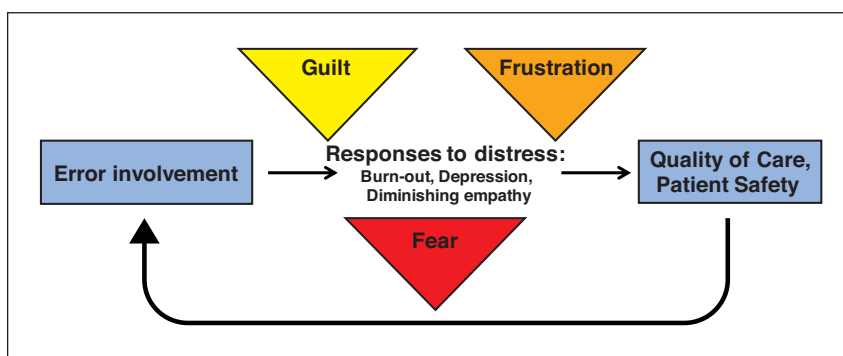 Guilt
Frustration
Error involvement
Responses to distress:
Burn-out, Depression,
Diminishing empathy
Quality of Care,
Patient Safety
Fear